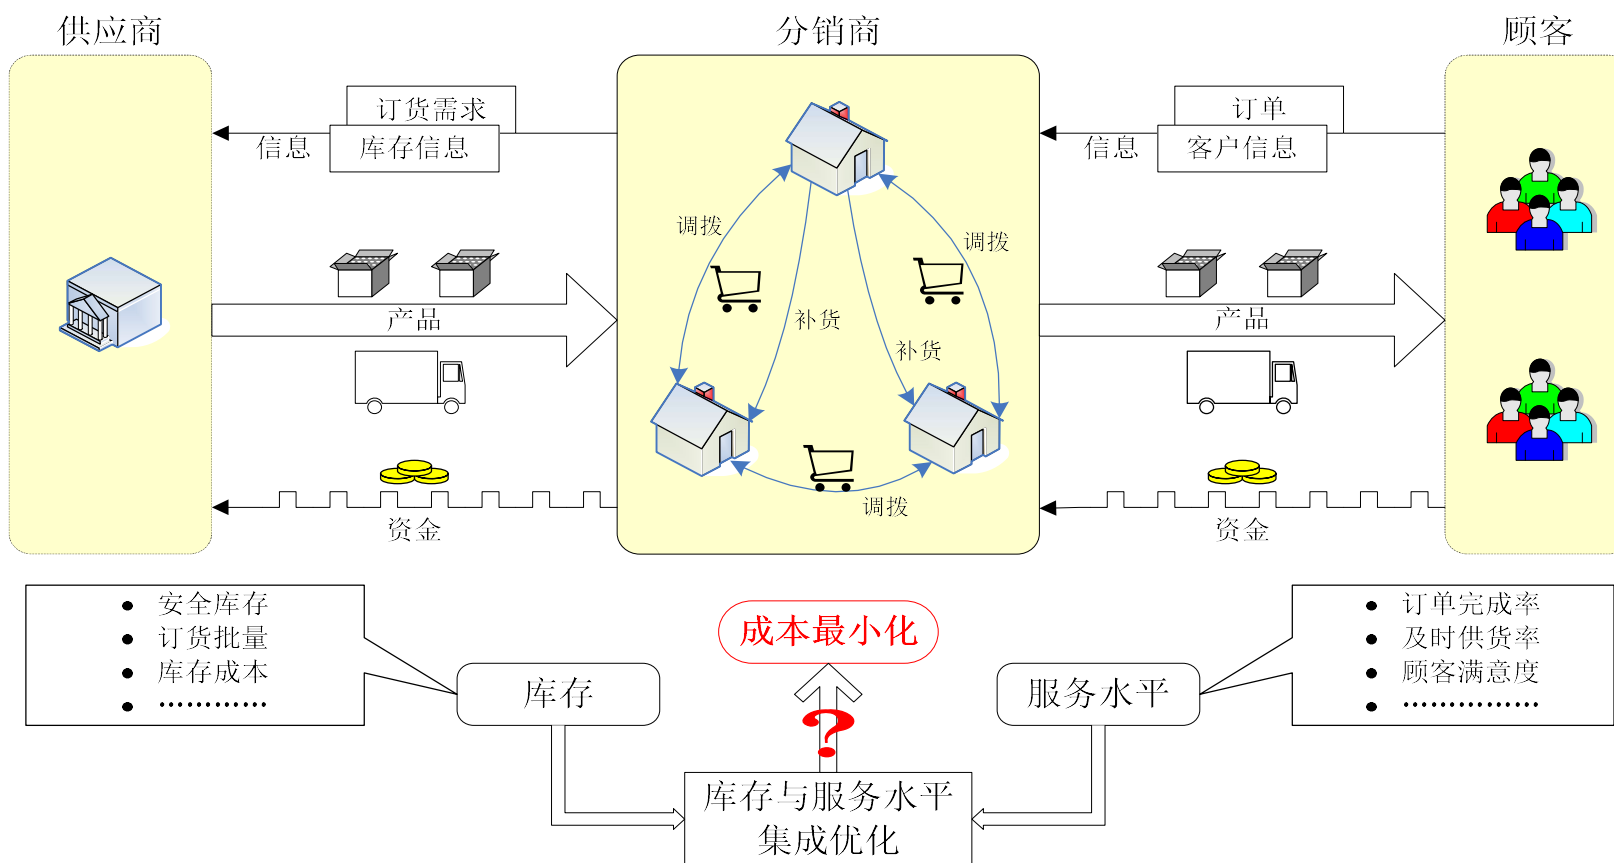 供应商
分销商
顾客
订货需求
信息
库存信息
订单
信息
客户信息
调拨
调拨
产品
补货
补货
产品
调拨
资金
资金
● 安全库存
● 订货批量
● 库存成本
● …………
成本最小化
● 订单完成率
● 及时供货率
● 顾客满意度
● ……………
库存
?
服务水平
库存与服务水平
集成优化